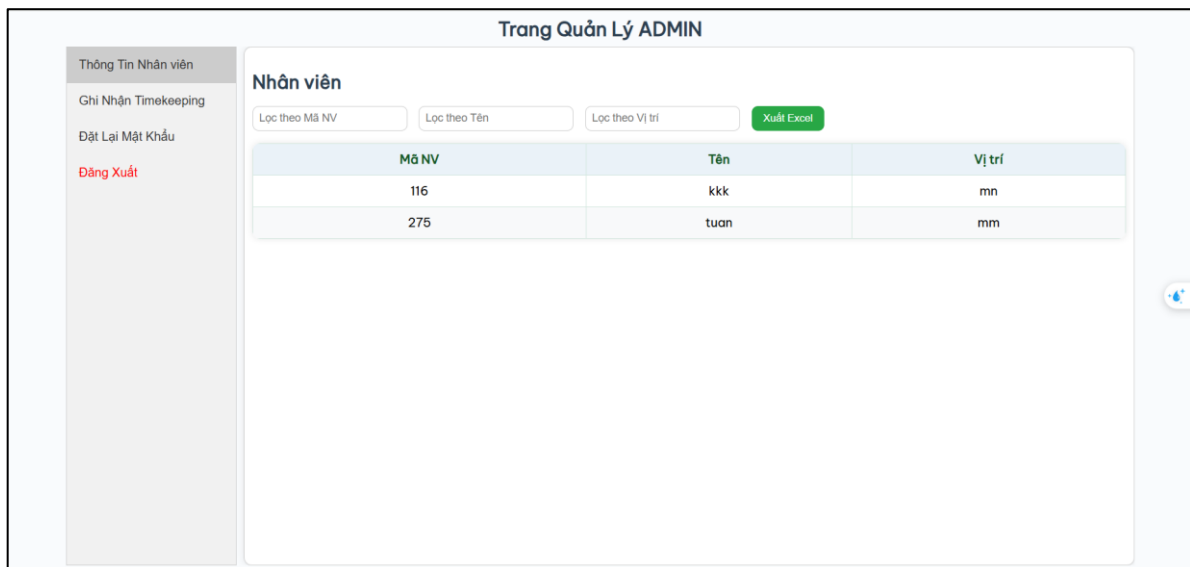 Trang Quản Lý ADMIN
Thông Tin Nhân viên
Ghi Nhận Timekeeping
Đặt Lại Mật Khẩu
Đăng Xuất
Nhân viên
Lọc theo Mã NV Lọc theo Tên Lọc theo Vị trí Xuất Excel
Mã NV Tên Vị trí
116 kkk mn
275 tuan mm